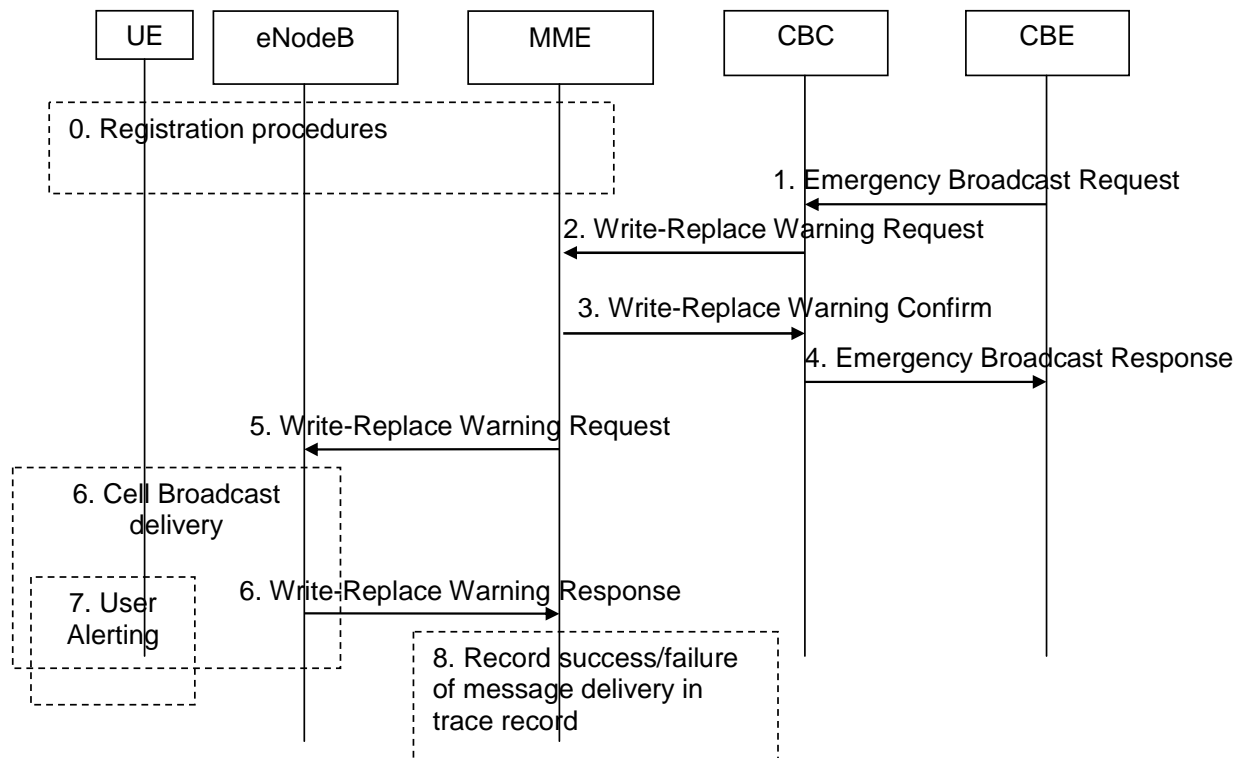 UE
eNodeB
MME
CBC
CBE
0. Registration procedures
1. Emergency Broadcast Request
2. Write-Replace Warning Request
3. Write-Replace Warning Confirm
4. Emergency Broadcast Response
5. Write-Replace Warning Request
6. Cell Broadcast
delivery
6. Write-Replace Warning Response
7. User
Alerting
8. Record success/failure
of message delivery in
trace record